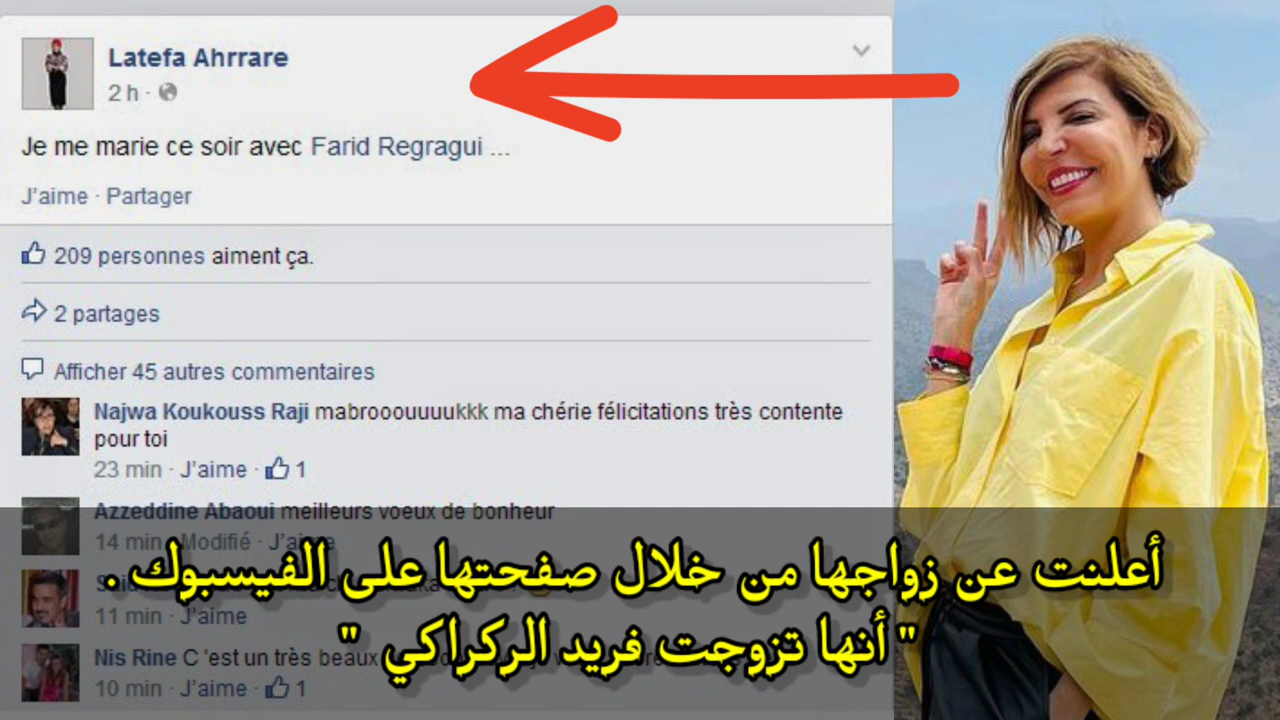 Latefa Ahrrare
2 h ·
Je me marie ce soir avec Farid Regragui ...
J'aime · Partager
209 personnes aiment ça.
2 partages
Afficher 45 autres commentaires
Najwa Koukouss Raji mabrooouuuukkk ma chérie félicitations très contente
pour toi
23 min · J'aime · 1
Azzeddine Abaoui meilleurs voeux de bonheur
14 min · Modifié · J'aime
11 min · J'aime
Nis Rine C 'est un très beaux
10 min · J'aime · 1
أعلنت عن زواجها من خلال صفحتها على الفيسبوك .
" أنها تزوجت فريد الركراكي "